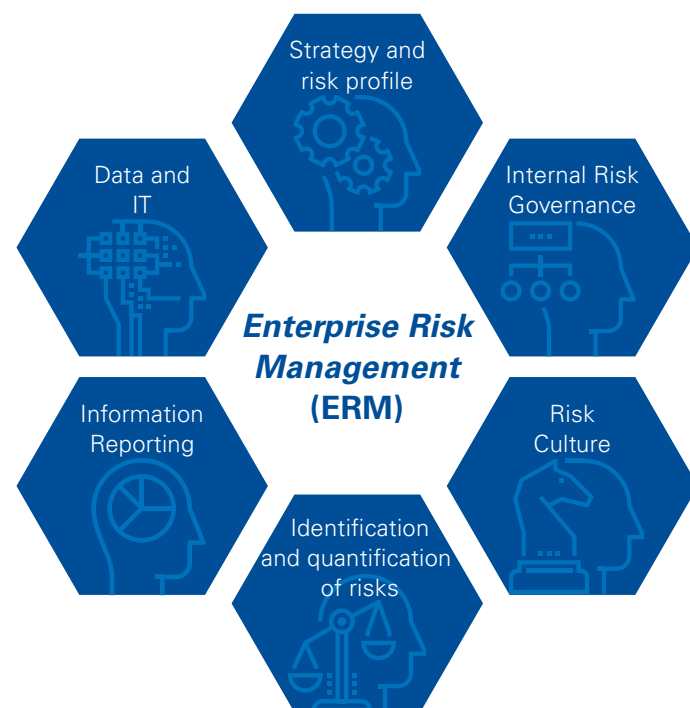 Strategy and
risk profile
Internal Risk
Governance
Risk
Culture
Identification
and quantification
of risks
Information
Reporting
Data and
IT
Enterprise Risk
Management
(ERM)